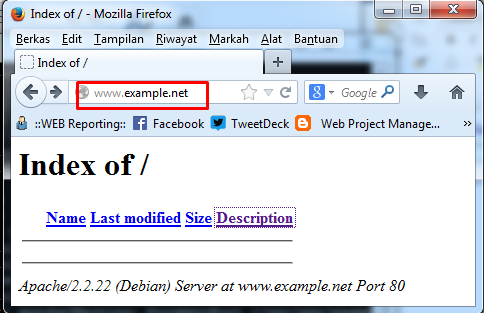 Index of / - Mozilla Firefox
Berkas Edit Tampilan Riwayat Markah Alat Bantuan
Index of /
www.example.net Google
::WEB Reporting:: Facebook TweetDeck Web Project Manage... »
Index of /
Name Last modified Size Description
Apache/2.2.22 (Debian) Server at www.example.net Port 80